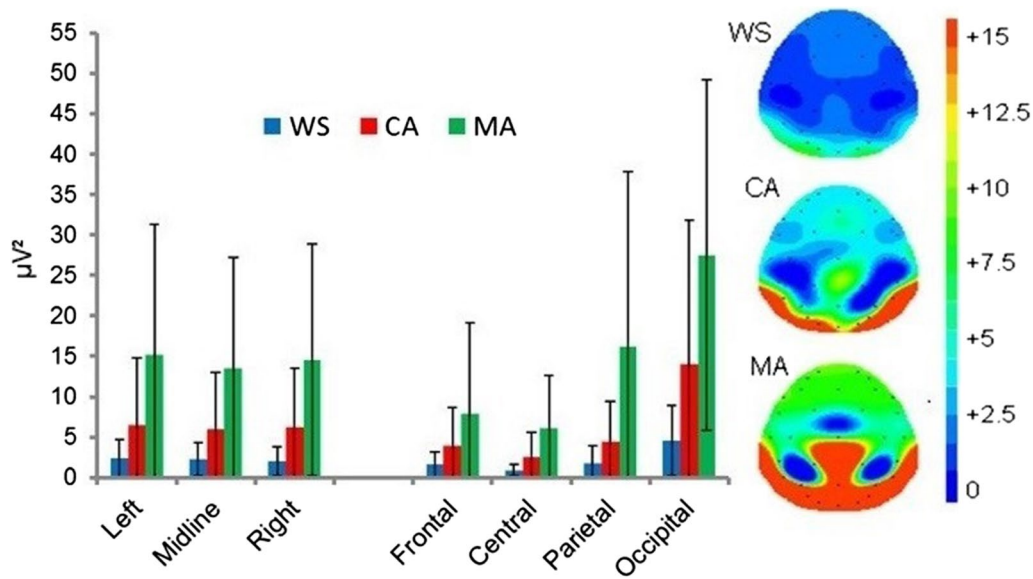 55
50
45
40
35
30
25
20
15
10
5
0
µV²
WS CA MA
Left
Midline
Right
Frontal
Central
Parietal
Occipital
WS
CA
MA
+15
+12.5
+10
+7.5
+5
+2.5
0